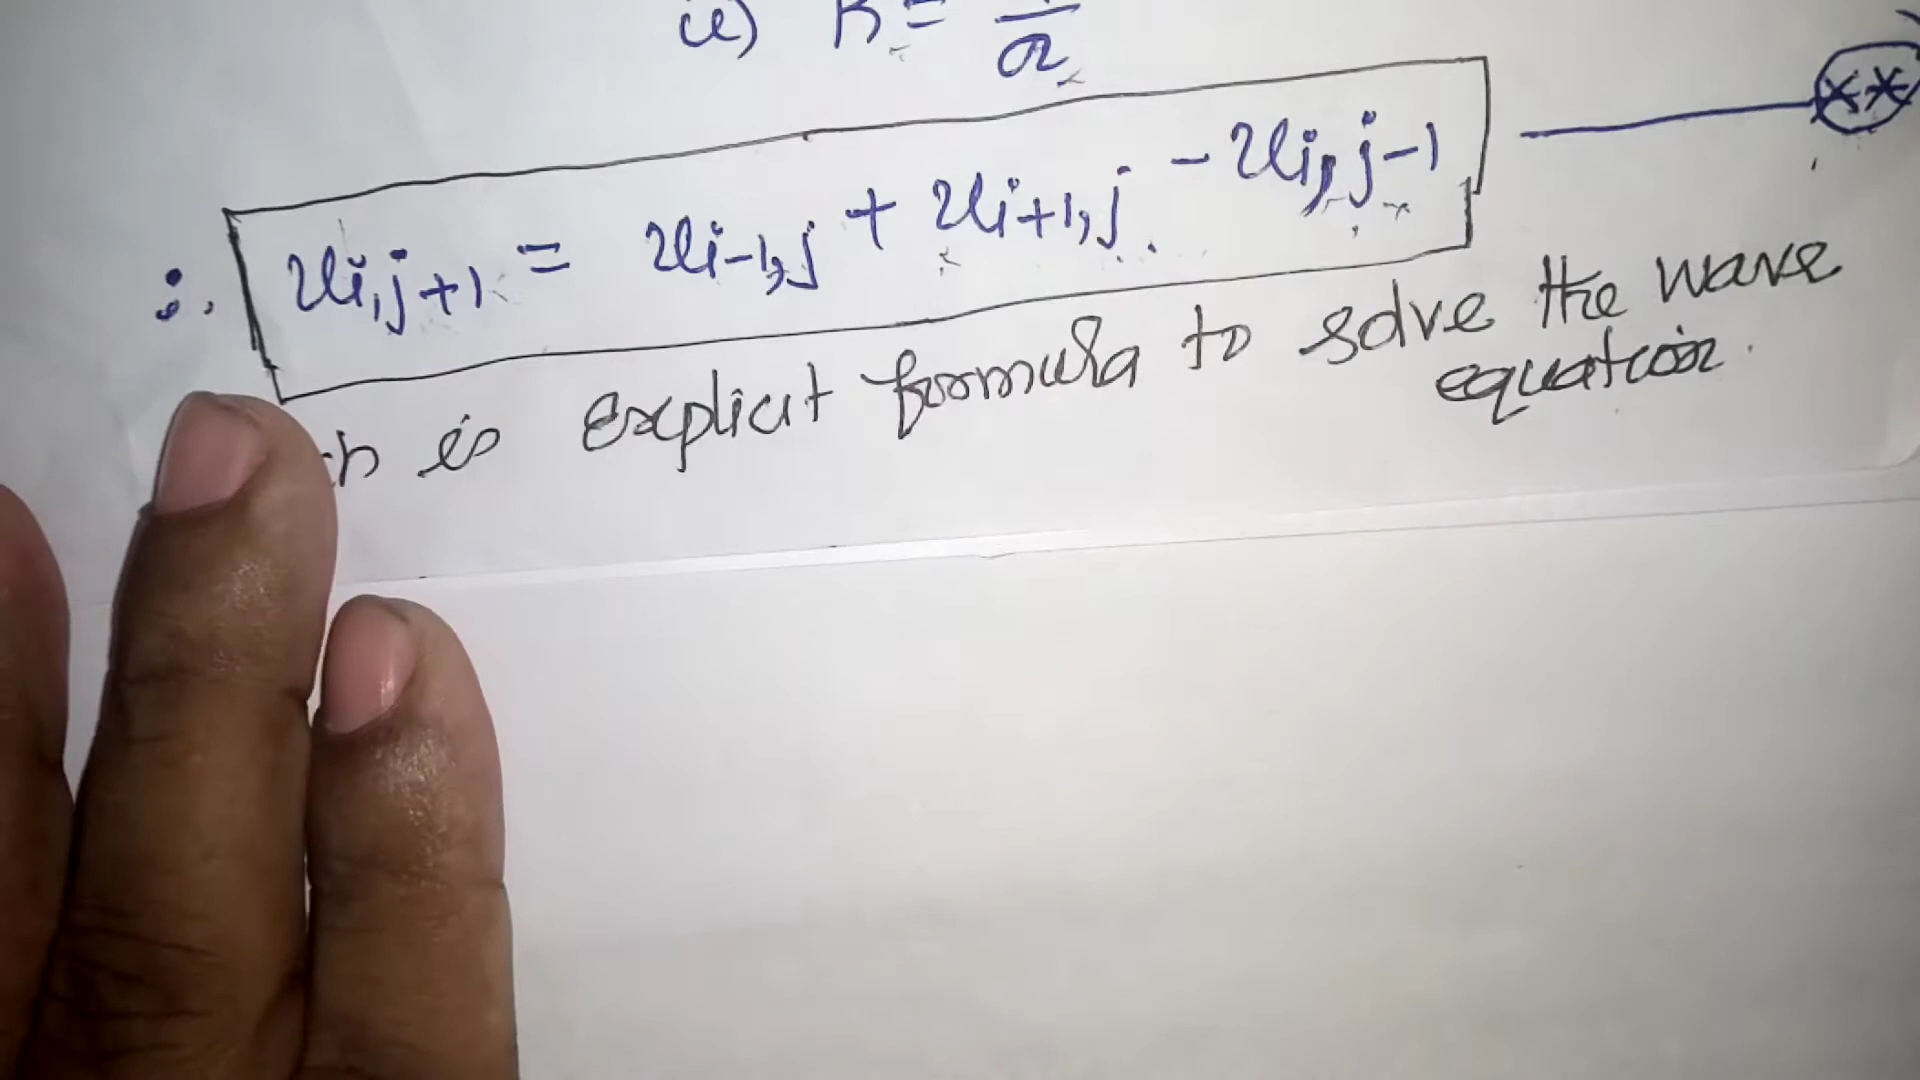 ie) k =
∴ u_{i,j+1} = u_{i-1,j} + u_{i+1,j} - u_{i,j-1} **
is explicit formula to solve the wave
equation.